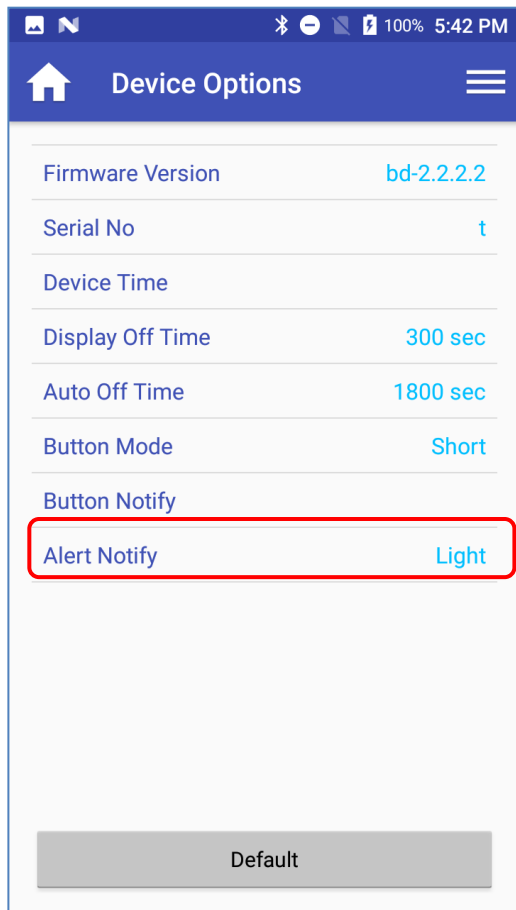 100% 5:42 PM
Device Options
Firmware Version bd-2.2.2.2
Serial No t
Device Time
Display Off Time 300 sec
Auto Off Time 1800 sec
Button Mode Short
Button Notify
Alert Notify Light
Default